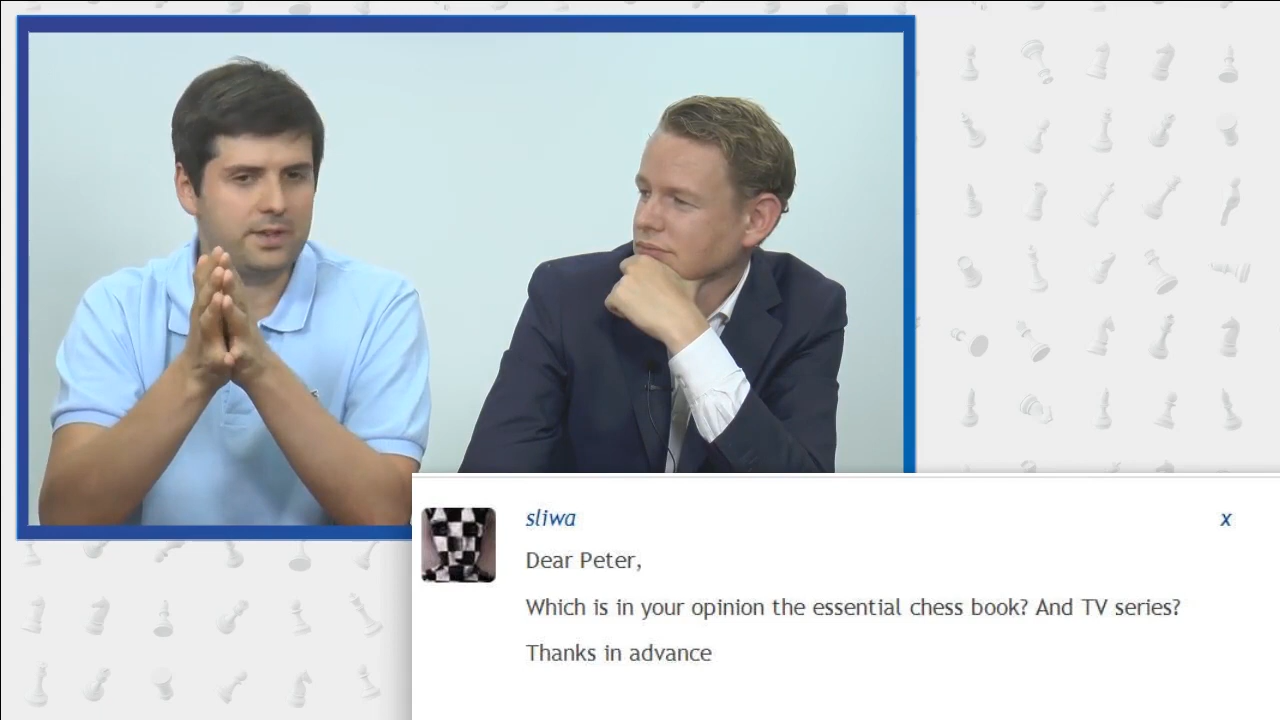 sliwa
x
Dear Peter,
Which is in your opinion the essential chess book? And TV series?
Thanks in advance